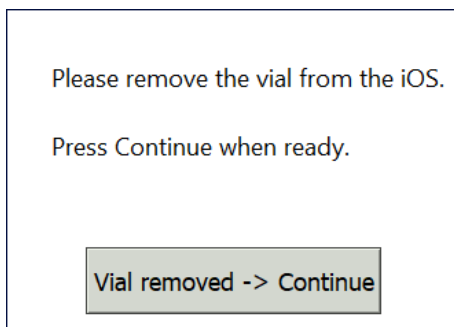 Please remove the vial from the iOS.
Press Continue when ready.
Vial removed -> Continue